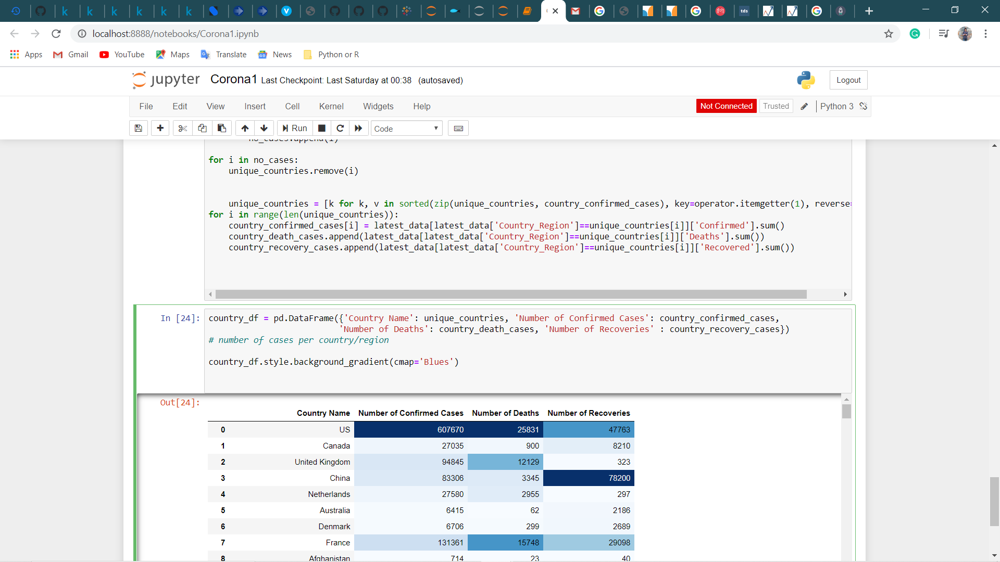 tds
localhost:8888/notebooks/Corona1.ipynb
Apps Gmail YouTube Maps Translate News Python or R
jupyter Corona1 Last Checkpoint: Last Saturday at 00:38 (autosaved) Logout
File Edit View Insert Cell Kernel Widgets Help Not Connected Trusted Python 3
Run Code
no_cases.append(i)
for i in no_cases:
unique_countries.remove(i)
unique_countries = [k for k, v in sorted(zip(unique_countries, country_confirmed_cases), key=operator.itemgetter(1), reverse=
for i in range(len(unique_countries)):
country_confirmed_cases[i] = latest_data[latest_data['Country_Region']==unique_countries[i]]['Confirmed'].sum()
country_death_cases.append(latest_data[latest_data['Country_Region']==unique_countries[i]]['Deaths'].sum())
country_recovery_cases.append(latest_data[latest_data['Country_Region']==unique_countries[i]]['Recovered'].sum())
In [24]: country_df = pd.DataFrame({'Country Name': unique_countries, 'Number of Confirmed Cases': country_confirmed_cases,
'Number of Deaths': country_death_cases, 'Number of Recoveries' : country_recovery_cases})
# number of cases per country/region
country_df.style.background_gradient(cmap='Blues')
Out[24]:
Country Name Number of Confirmed Cases Number of Deaths Number of Recoveries
0 US 607670 25831 47763
1 Canada 27035 900 8210
2 United Kingdom 94845 12129 323
3 China 83306 3345 78200
4 Netherlands 27580 2955 297
5 Australia 6415 62 2186
6 Denmark 6706 299 2689
7 France 131361 15748 29098
8 Afghanistan 714 23 40